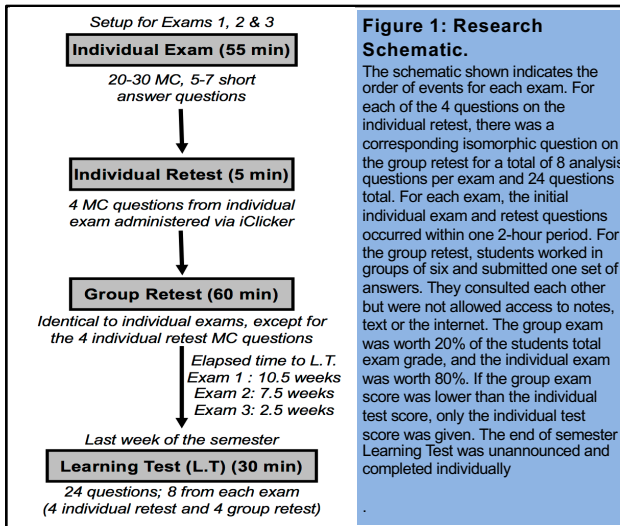 Setup for Exams 1, 2 & 3
Individual Exam (55 min)
20-30 MC, 5-7 short
answer questions
Individual Retest (5 min)
4 MC questions from individual
exam administered via iClicker
Group Retest (60 min)
Identical to individual exams, except for
the 4 individual retest MC questions
Elapsed time to L.T.
Exam 1 : 10.5 weeks
Exam 2: 7.5 weeks
Exam 3: 2.5 weeks
Last week of the semester
Learning Test (L.T) (30 min)
24 questions; 8 from each exam
(4 individual retest and 4 group retest)
Figure 1: Research
Schematic.
The schematic shown indicates the
order of events for each exam. For
each of the 4 questions on the
individual retest, there was a
corresponding isomorphic question on
the group retest for a total of 8 analysis
questions per exam and 24 questions
total. For each exam, the initial
individual exam and retest questions
occurred within one 2-hour period. For
the group retest, students worked in
groups of six and submitted one set of
answers. They consulted each other
but were not allowed access to notes,
text or the internet. The group exam
was worth 20% of the students total
exam grade, and the individual exam
was worth 80%. If the group exam
score was lower than the individual
test score, only the individual test
score was given. The end of semester
Learning Test was unannounced and
completed individually
.